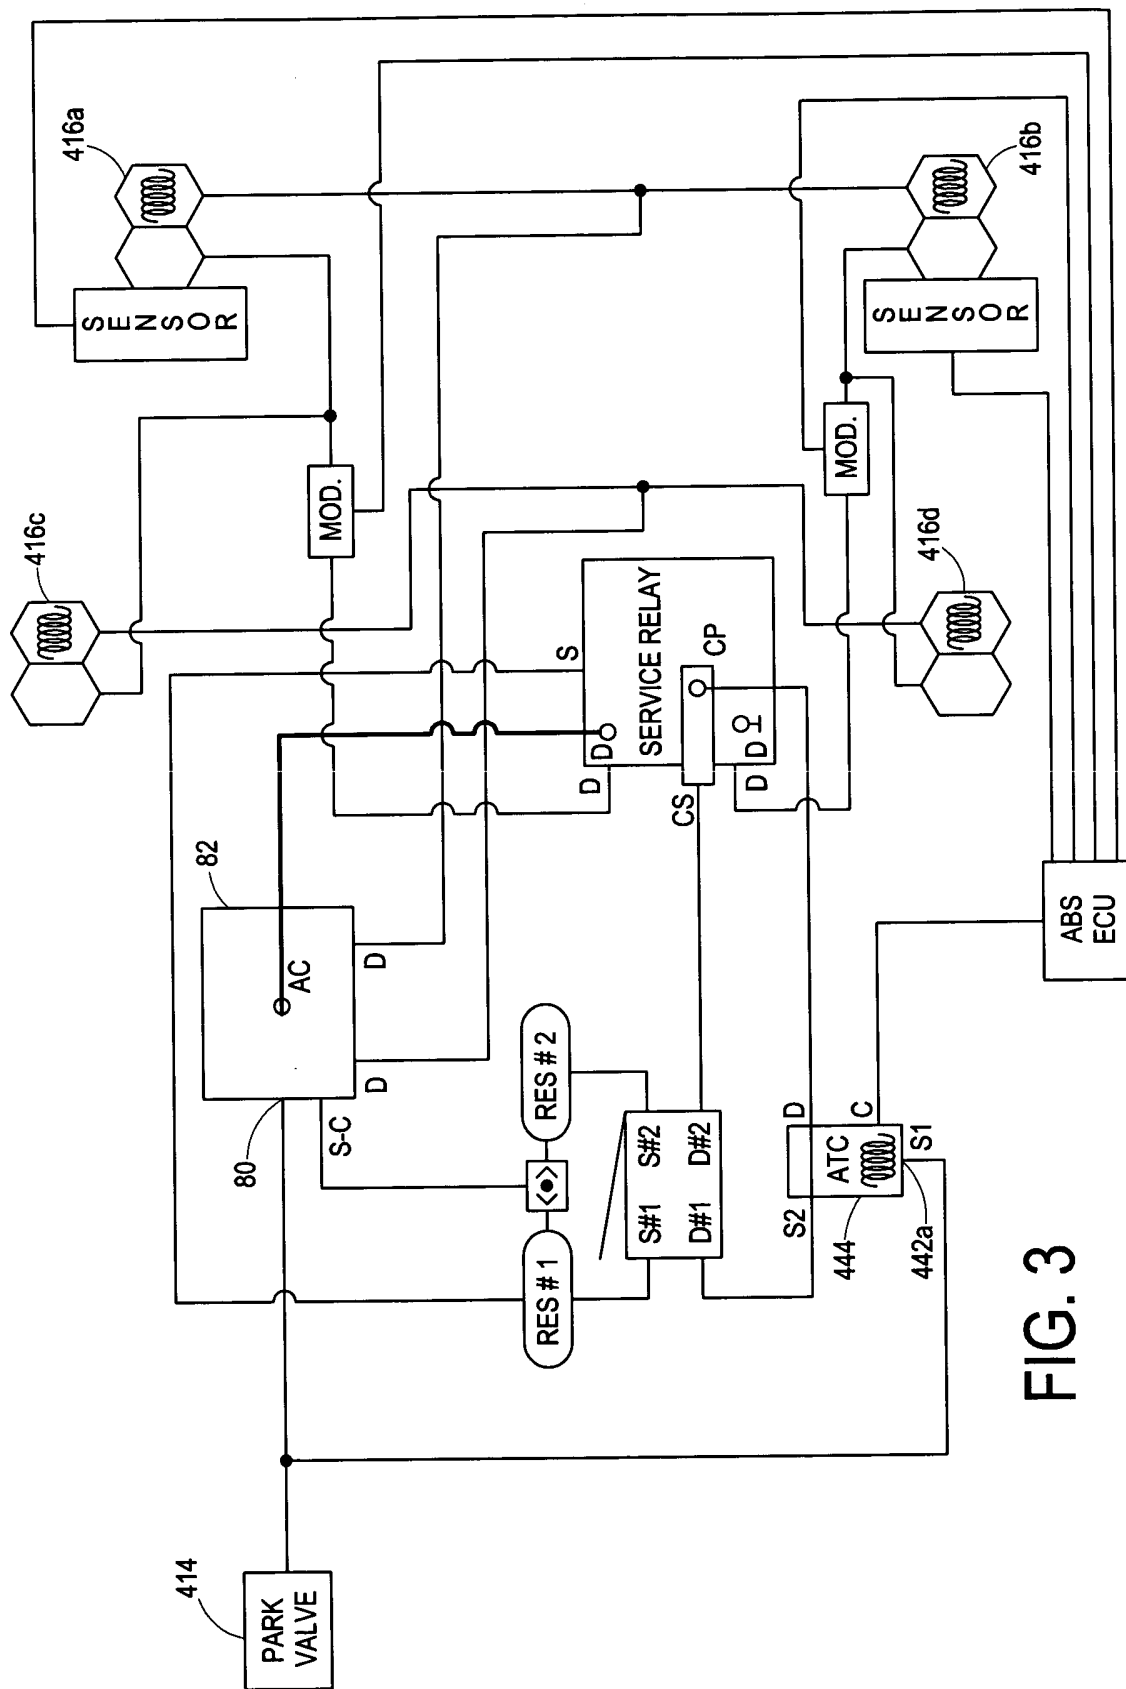 416a
416b
416c
416d
SENSOR
SENSOR
MOD.
MOD.
82
AC
D
D
S-C
80
S
D
D
SERVICE RELAY
CP
CS
D
D
RES # 1
RES # 2
<•>
S#1
S#2
D#1
D#2
S2
D
ATC
C
S1
444
442a
ABS
ECU
414
PARK
VALVE
FIG. 3